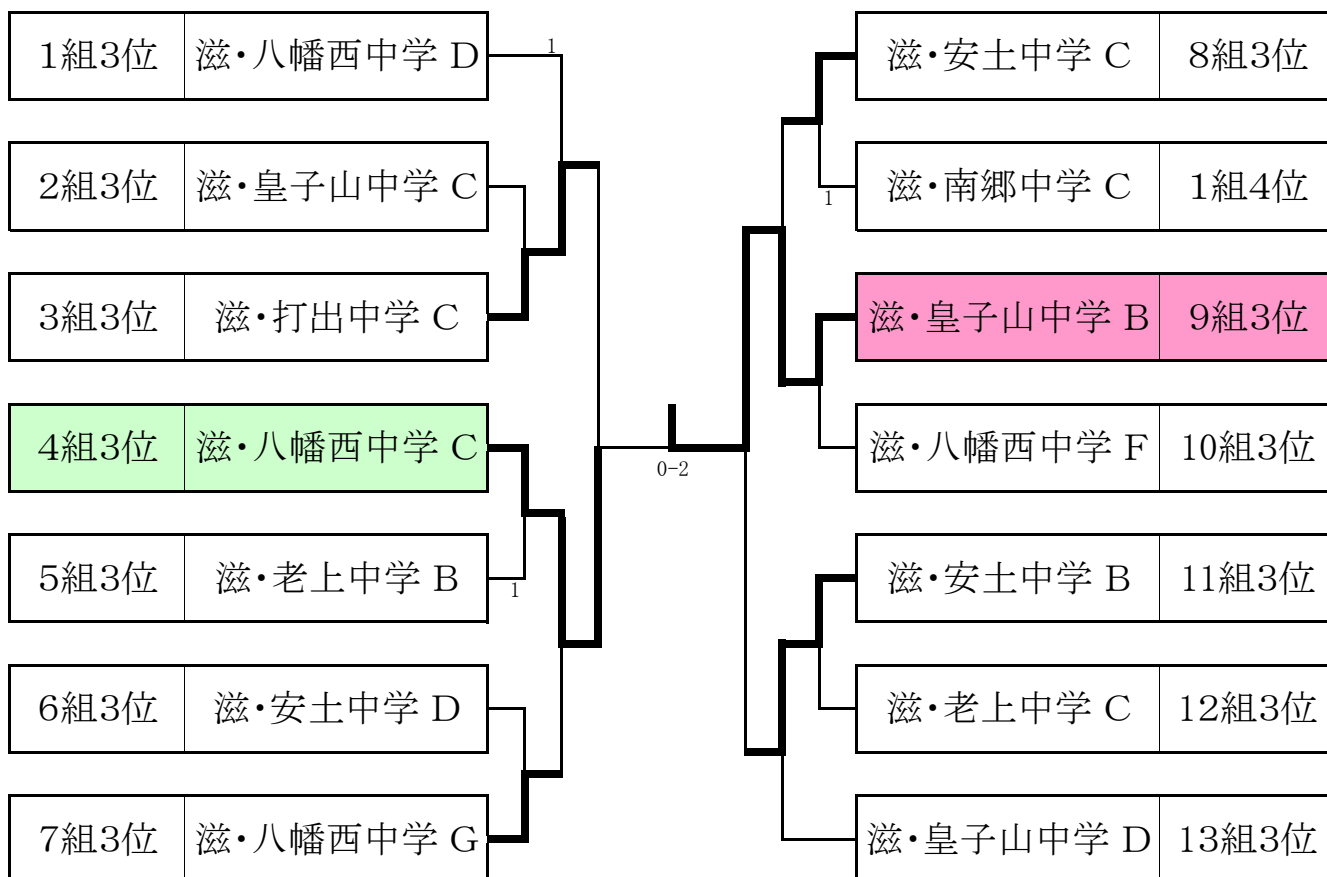 1組3位 滋・八幡西中学 D
1
2組3位 滋・皇子山中学 C
3組3位 滋・打出中学 C
4組3位 滋・八幡西中学 C
5組3位 滋・老上中学 B
1
6組3位 滋・安土中学 D
7組3位 滋・八幡西中学 G
0-2
滋・安土中学 C 8組3位
滋・南郷中学 C 1組4位
1
滋・皇子山中学 B 9組3位
滋・八幡西中学 F 10組3位
滋・安土中学 B 11組3位
滋・老上中学 C 12組3位
滋・皇子山中学 D 13組3位